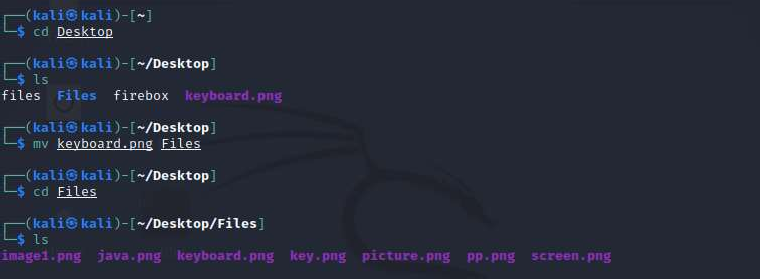 ┌──(kali㉿kali)-[~]
└─$ cd Desktop
┌──(kali㉿kali)-[~/Desktop]
└─$ ls
files  Files  firebox  keyboard.png
┌──(kali㉿kali)-[~/Desktop]
└─$ mv keyboard.png Files
┌──(kali㉿kali)-[~/Desktop]
└─$ cd Files
┌──(kali㉿kali)-[~/Desktop/Files]
└─$ ls
image1.png  java.png  keyboard.png  key.png  picture.png  pp.png  screen.png